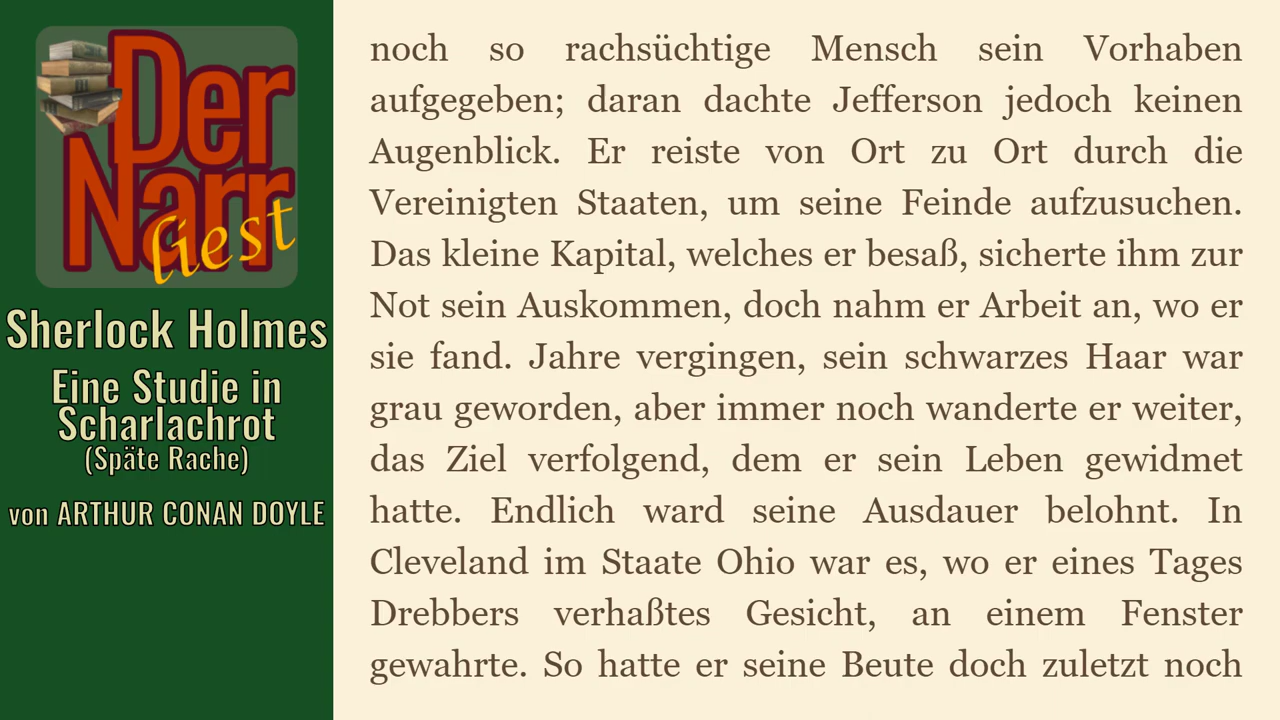 Der
Narr
liest
Sherlock Holmes
Eine Studie in
Scharlachrot
(Späte Rache)
von ARTHUR CONAN DOYLE
noch so rachsüchtige Mensch sein Vorhaben
aufgegeben; daran dachte Jefferson jedoch keinen
Augenblick. Er reiste von Ort zu Ort durch die
Vereinigten Staaten, um seine Feinde aufzusuchen.
Das kleine Kapital, welches er besaß, sicherte ihm zur
Not sein Auskommen, doch nahm er Arbeit an, wo er
sie fand. Jahre vergingen, sein schwarzes Haar war
grau geworden, aber immer noch wanderte er weiter,
das Ziel verfolgend, dem er sein Leben gewidmet
hatte. Endlich ward seine Ausdauer belohnt. In
Cleveland im Staate Ohio war es, wo er eines Tages
Drebbers verhaßtes Gesicht, an einem Fenster
gewahrte. So hatte er seine Beute doch zuletzt noch